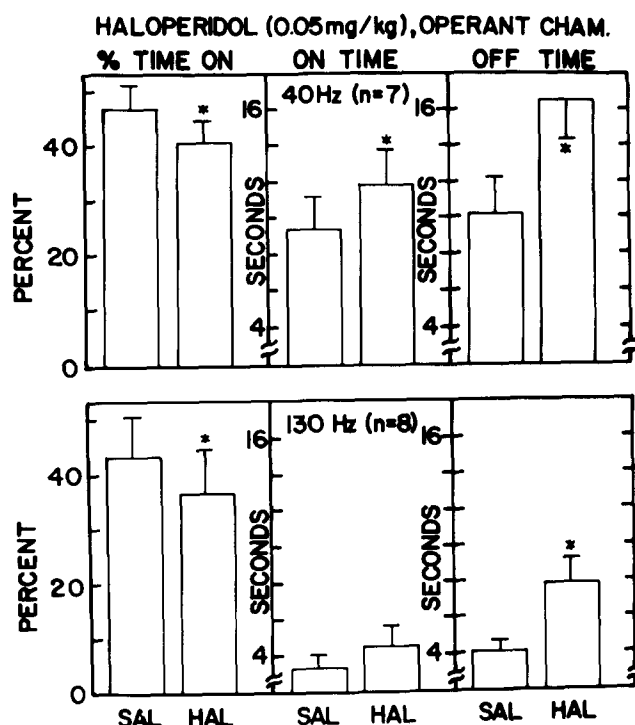 HALOPERIDOL (0.05mg/kg), OPERANT CHAM.
% TIME ON ON TIME OFF TIME
40Hz (n=7)
PERCENT
40
20
0
*
SECONDS
16
4
*
SECONDS
16
4
*
130 Hz (n=8)
PERCENT
40
20
0
*
SECONDS
16
4
SECONDS
16
4
*
SAL HAL SAL HAL SAL HAL